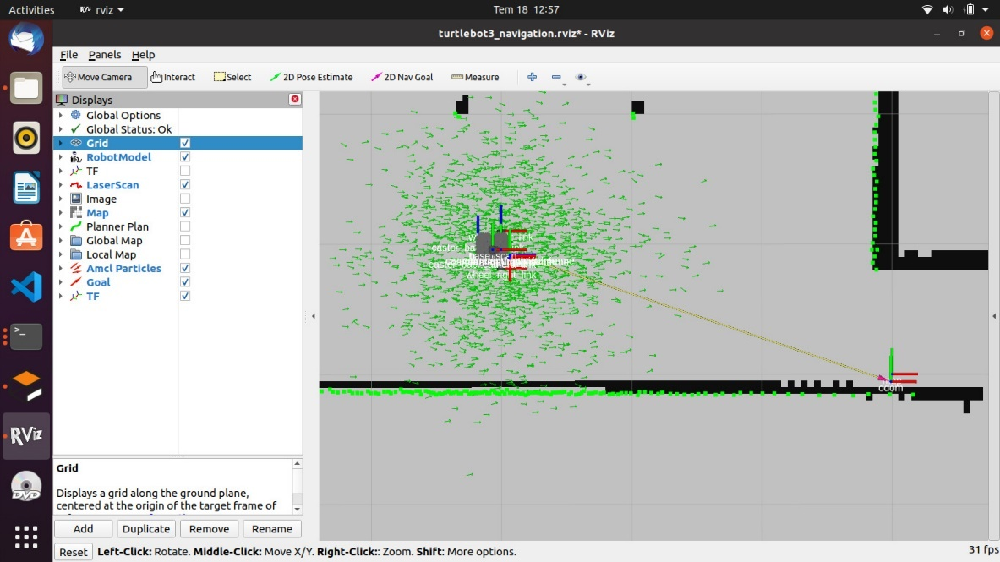 Activities
rviz
Tem 18 12:57
turtlebot3_navigation.rviz* - RViz
File Panels Help
Move Camera
Interact
Select
2D Pose Estimate
2D Nav Goal
Measure
Displays
Global Options
Global Status: Ok
Grid
RobotModel
TF
LaserScan
Image
Map
Planner Plan
Global Map
Local Map
Amcl Particles
Goal
TF
wheel_right_link
odom
Grid
Displays a grid along the ground plane,
centered at the origin of the target frame of
Add
Duplicate
Remove
Rename
Reset
Left-Click: Rotate. Middle-Click: Move X/Y. Right-Click:: Zoom. Shift: More options.
31 fps
RViz
DVD